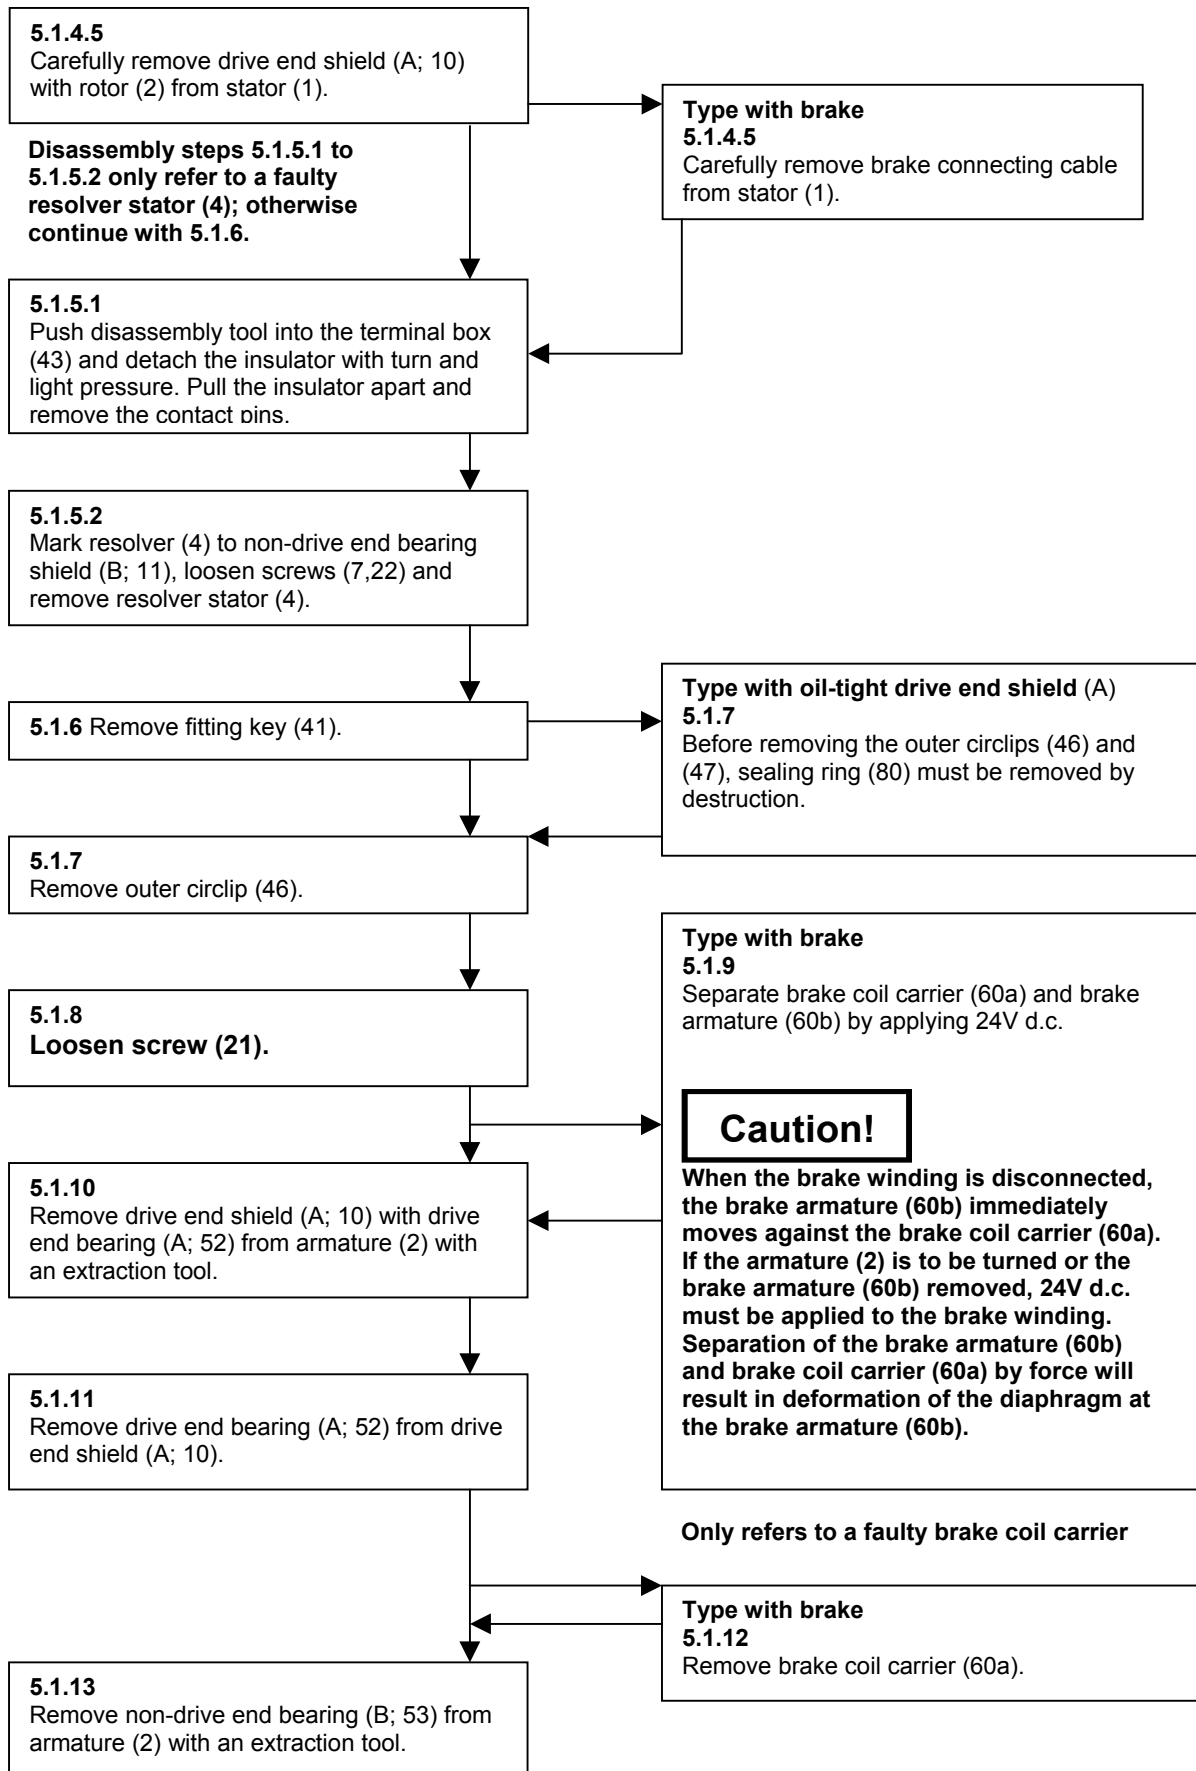 5.1.4.5
Carefully remove drive end shield (A; 10)
with rotor (2) from stator (1).
Type with brake
5.1.4.5
Carefully remove brake connecting cable
from stator (1).
Disassembly steps 5.1.5.1 to
5.1.5.2 only refer to a faulty
resolver stator (4); otherwise
continue with 5.1.6.
5.1.5.1
Push disassembly tool into the terminal box
(43) and detach the insulator with turn and
light pressure. Pull the insulator apart and
remove the contact pins.
5.1.5.2
Mark resolver (4) to non-drive end bearing
shield (B; 11), loosen screws (7,22) and
remove resolver stator (4).
5.1.6 Remove fitting key (41).
Type with oil-tight drive end shield (A)
5.1.7
Before removing the outer circlips (46) and
(47), sealing ring (80) must be removed by
destruction.
5.1.7
Remove outer circlip (46).
5.1.8
Loosen screw (21).
Type with brake
5.1.9
Separate brake coil carrier (60a) and brake
armature (60b) by applying 24V d.c.
Caution!
When the brake winding is disconnected,
the brake armature (60b) immediately
moves against the brake coil carrier (60a).
If the armature (2) is to be turned or the
brake armature (60b) removed, 24V d.c.
must be applied to the brake winding.
Separation of the brake armature (60b)
and brake coil carrier (60a) by force will
result in deformation of the diaphragm at
the brake armature (60b).
5.1.10
Remove drive end shield (A; 10) with drive
end bearing (A; 52) from armature (2) with
an extraction tool.
5.1.11
Remove drive end bearing (A; 52) from drive
end shield (A; 10).
Only refers to a faulty brake coil carrier
Type with brake
5.1.12
Remove brake coil carrier (60a).
5.1.13
Remove non-drive end bearing (B; 53) from
armature (2) with an extraction tool.